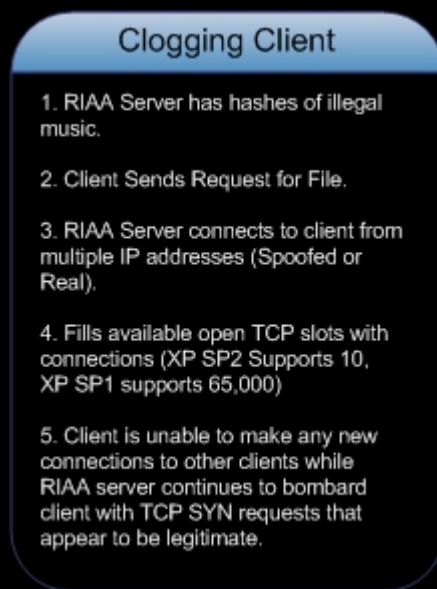 Clogging Client
1. RIAA Server has hashes of illegal
music.
2. Client Sends Request for File.
3. RIAA Server connects to client from
multiple IP addresses (Spoofed or
Real).
4. Fills available open TCP slots with
connections (XP SP2 Supports 10,
XP SP1 supports 65,000)
5. Client is unable to make any new
connections to other clients while
RIAA server continues to bombard
client with TCP SYN requests that
appear to be legitimate.